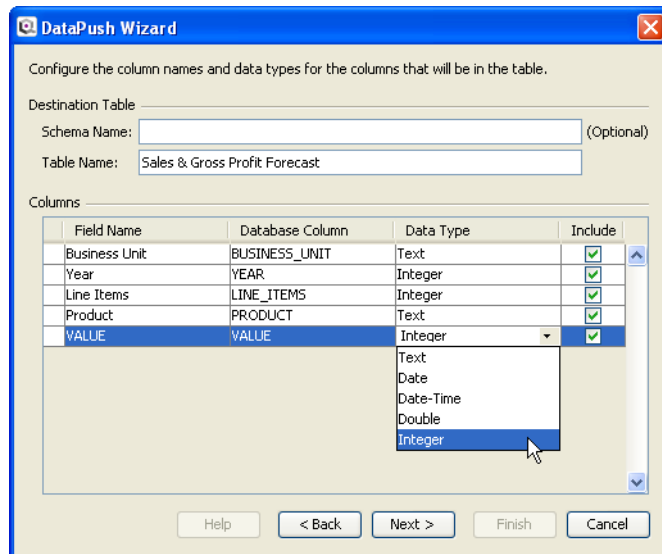 DataPush Wizard
Configure the column names and data types for the columns that will be in the table.
Destination Table
Schema Name: (Optional)
Table Name: Sales & Gross Profit Forecast
Columns
Field Name Database Column Data Type Include
Business Unit BUSINESS_UNIT Text
Year YEAR Integer
Line Items LINE_ITEMS Integer
Product PRODUCT Text
VALUE VALUE Integer
Text
Date
Date-Time
Double
Integer
Help < Back Next > Finish Cancel